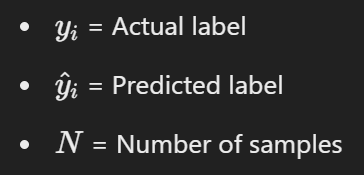 • yᵢ = Actual label
• ŷᵢ = Predicted label
• N = Number of samples